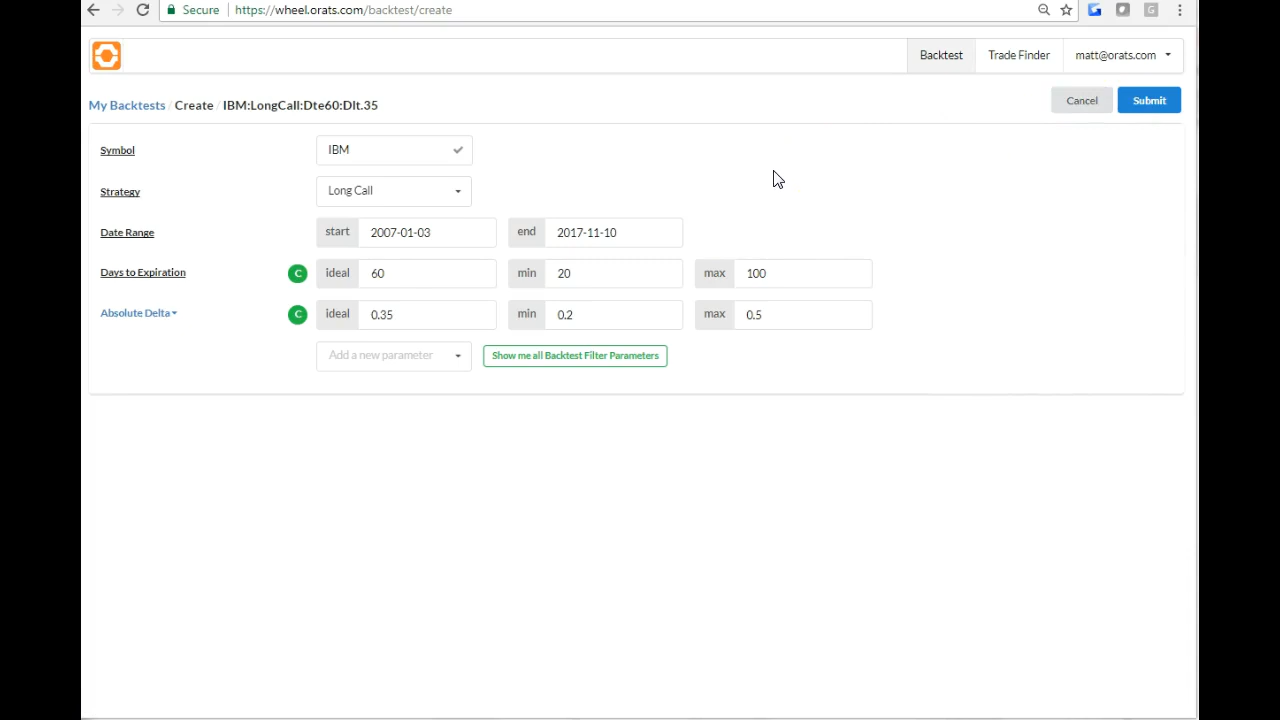 Secure https://wheel.orats.com/backtest/create
G
Backtest Trade Finder matt@orats.com
My Backtests / Create / IBM:LongCall:Dte60:Dlt.35 Cancel Submit
Symbol IBM
Strategy Long Call
Date Range start 2007-01-03 end 2017-11-10
Days to Expiration C ideal 60 min 20 max 100
Absolute Delta C ideal 0.35 min 0.2 max 0.5
Add a new parameter Show me all Backtest Filter Parameters